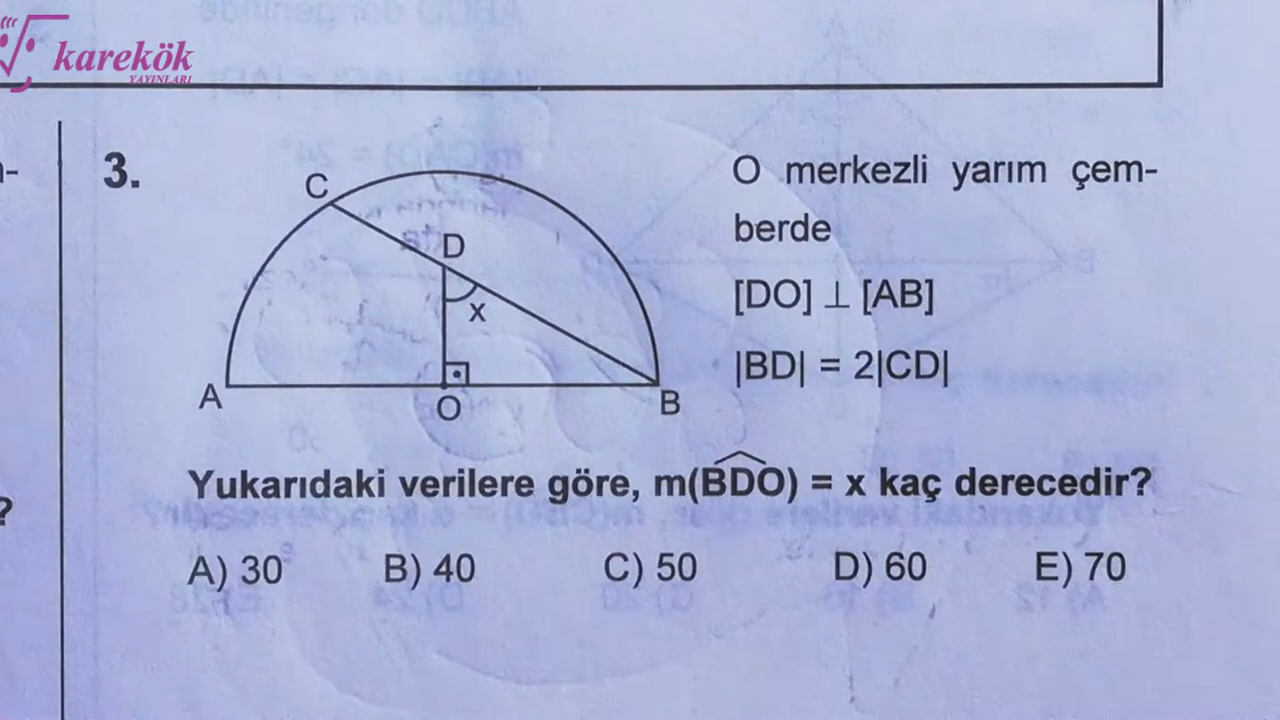 karekök
YAYINLARI
3.
O merkezli yarım çem-
berde
[DO] ⊥ [AB]
|BD| = 2|CD|
C
D
x
A
O
B
Yukarıdaki verilere göre, m(BDO) = x kaç derecedir?
A) 30 B) 40 C) 50 D) 60 E) 70
?